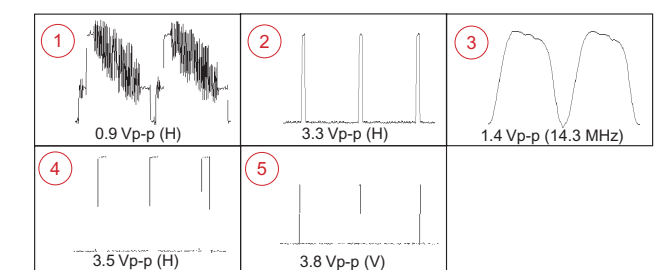 1
0.9 Vp-p (H)
2
3.3 Vp-p (H)
3
1.4 Vp-p (14.3 MHz)
4
3.5 Vp-p (H)
5
3.8 Vp-p (V)